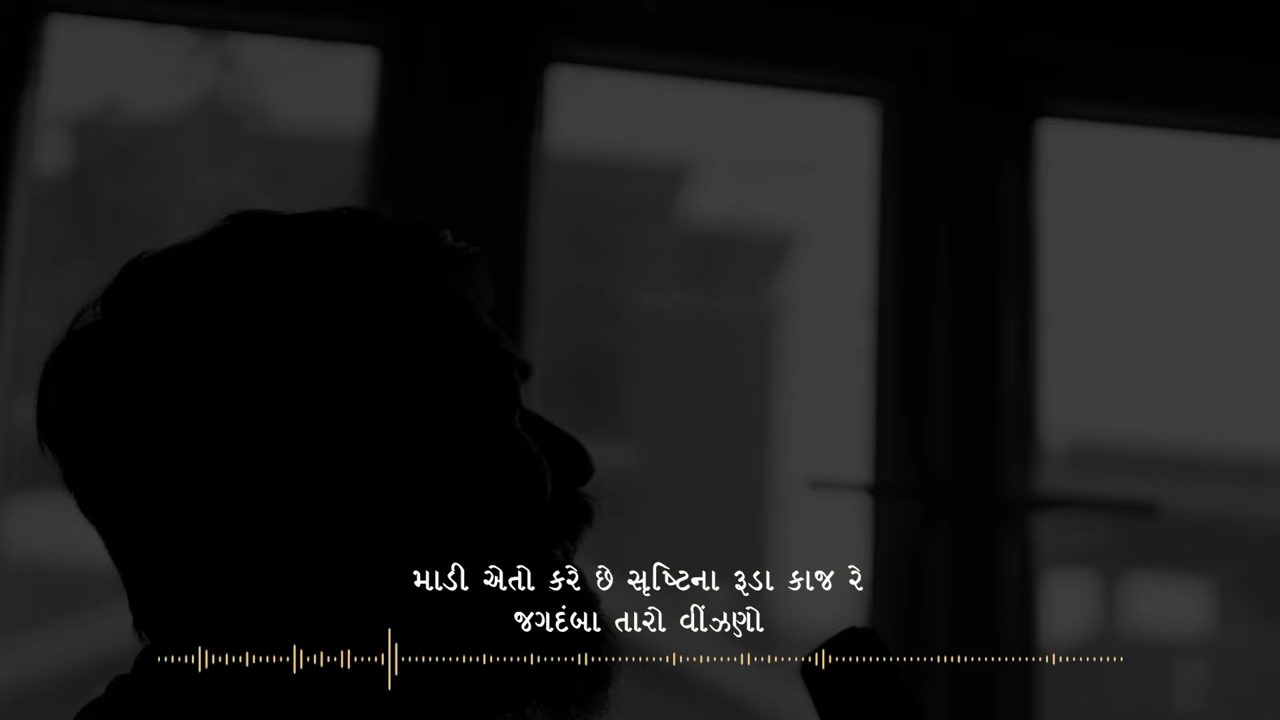 માડી એતો કરે છે સૃષ્ટિના રૂડા કાજ રે
જગદંબા તારો વીંઝણો